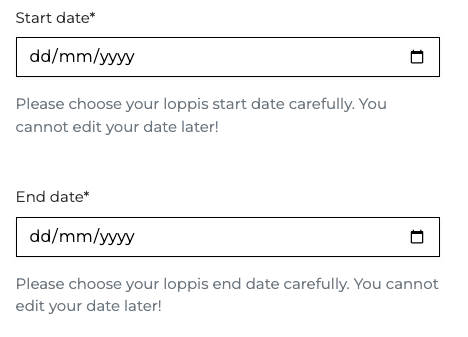 Start date*
dd/mm/yyyy
Please choose your loppis start date carefully. You
cannot edit your date later!
End date*
dd/mm/yyyy
Please choose your loppis end date carefully. You cannot
edit your date later!